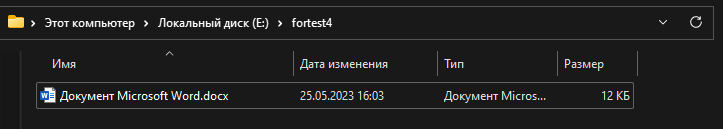 Этот компьютер › Локальный диск (E:) › fortest4
Имя Дата изменения Тип Размер
Документ Microsoft Word.docx 25.05.2023 16:03 Документ Micros... 12 КБ